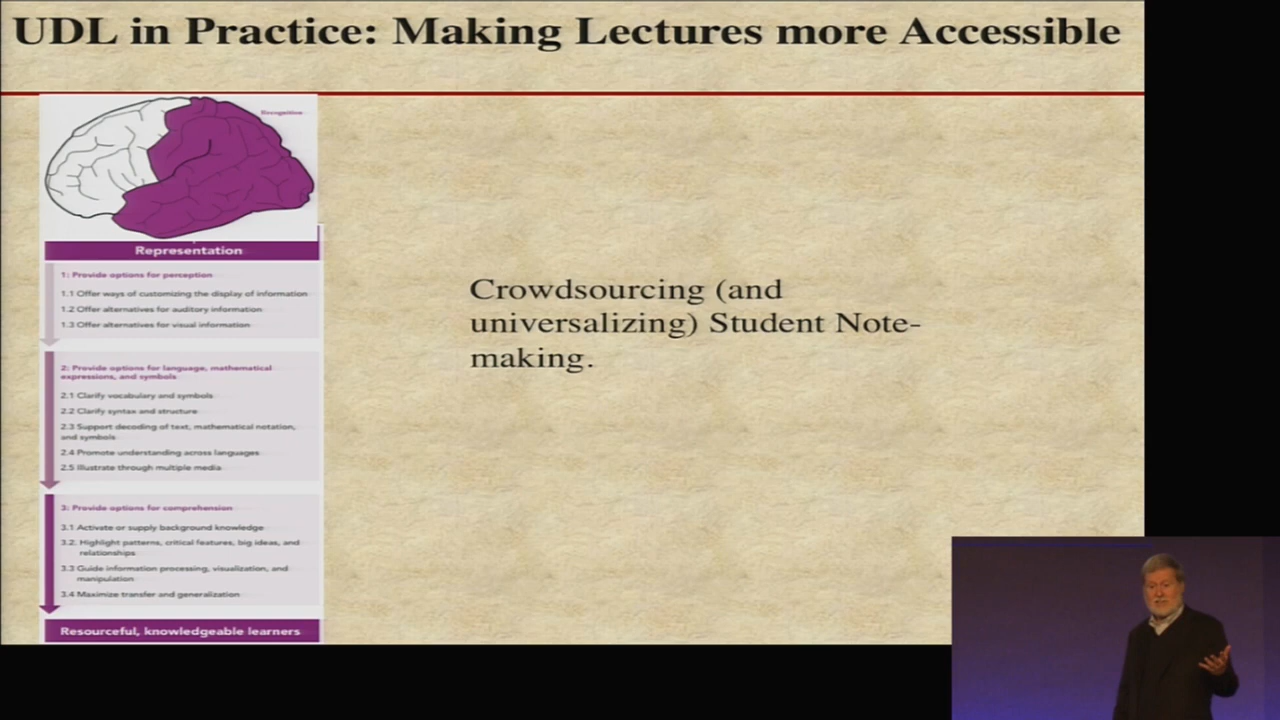 UDL in Practice: Making Lectures more Accessible
Recognition
Representation
1: Provide options for perception
1.1 Offer ways of customizing the display of information
1.2 Offer alternatives for auditory information
1.3 Offer alternatives for visual information
2: Provide options for language, mathematical
expressions, and symbols
2.1 Clarify vocabulary and symbols
2.2 Clarify syntax and structure
2.3 Support decoding of text, mathematical notation,
and symbols
2.4 Promote understanding across languages
2.5 Illustrate through multiple media
3: Provide options for comprehension
3.1 Activate or supply background knowledge
3.2. Highlight patterns, critical features, big ideas, and
relationships
3.3 Guide information processing, visualization, and
manipulation
3.4 Maximize transfer and generalization
Resourceful, knowledgeable learners
Crowdsourcing (and
universalizing) Student Note-
making.